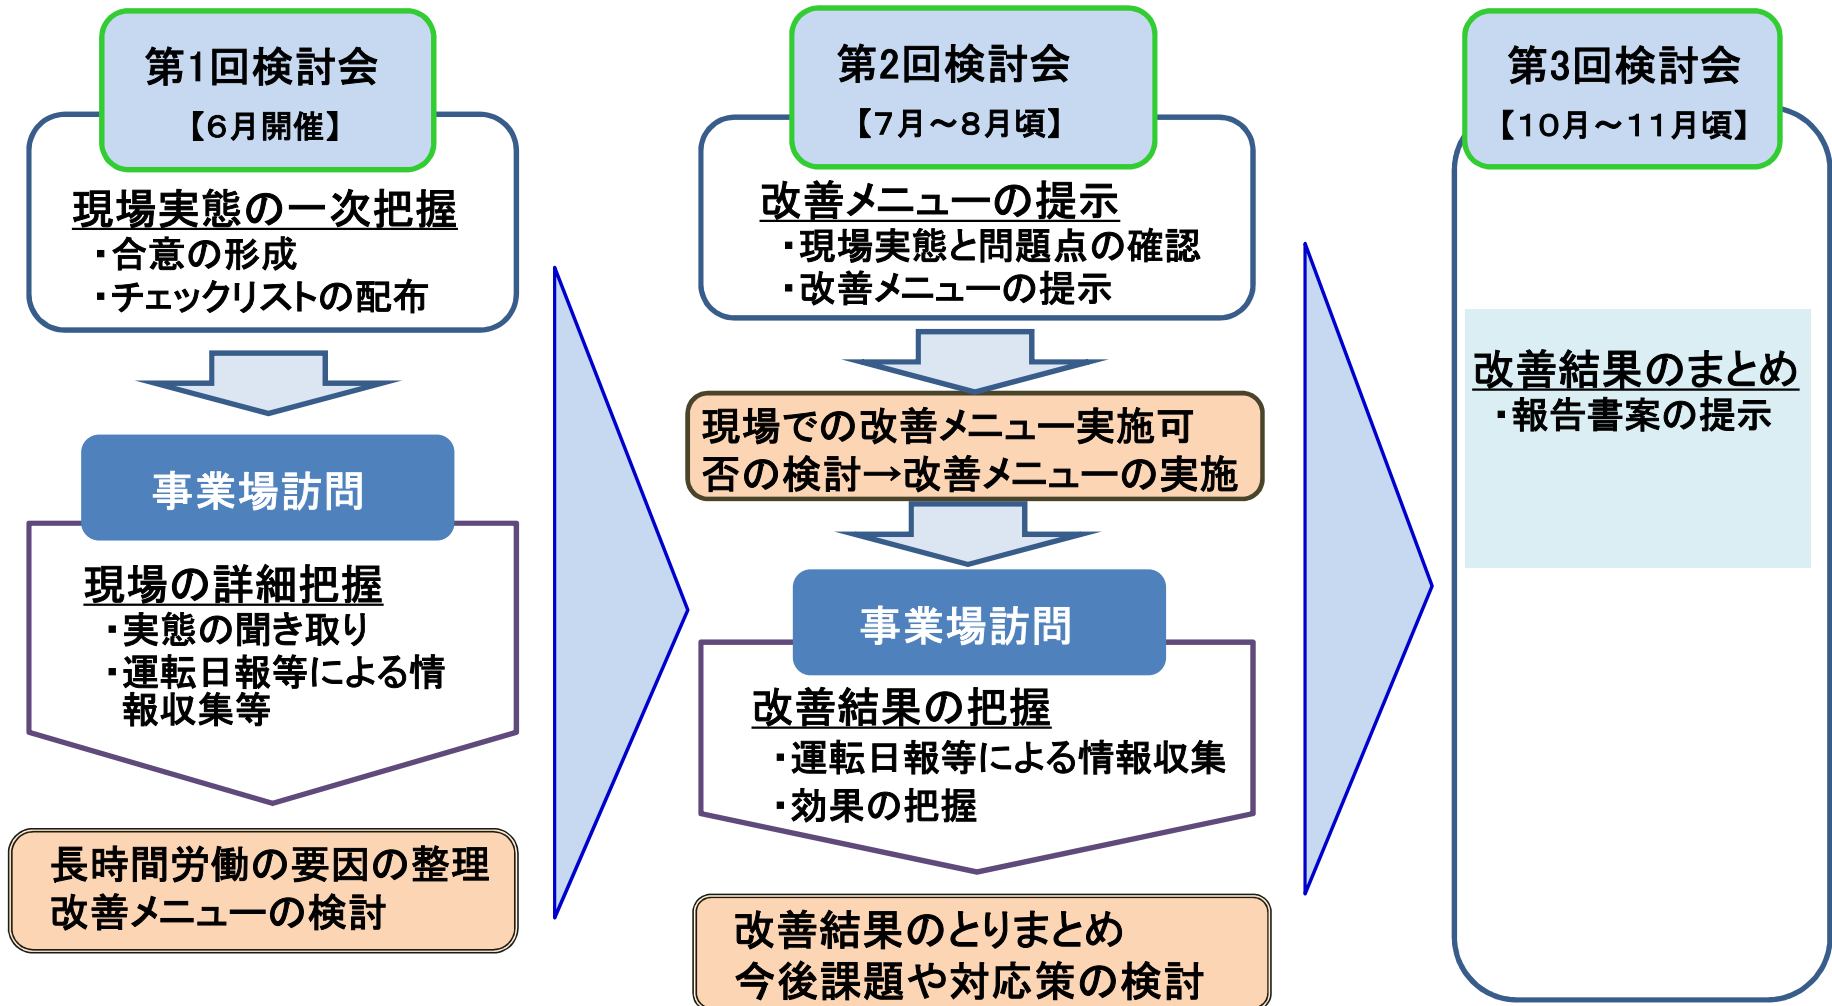 第1回検討会
【6月開催】
現場実態の一次把握
・合意の形成
・チェックリストの配布
事業場訪問
現場の詳細把握
・実態の聞き取り
・運転日報等による情
報収集等
長時間労働の要因の整理
改善メニューの検討
第2回検討会
【7月～8月頃】
改善メニューの提示
・現場実態と問題点の確認
・改善メニューの提示
現場での改善メニュー実施可
否の検討→改善メニューの実施
事業場訪問
改善結果の把握
・運転日報等による情報収集
・効果の把握
改善結果のとりまとめ
今後課題や対応策の検討
第3回検討会
【10月～11月頃】
改善結果のまとめ
・報告書案の提示